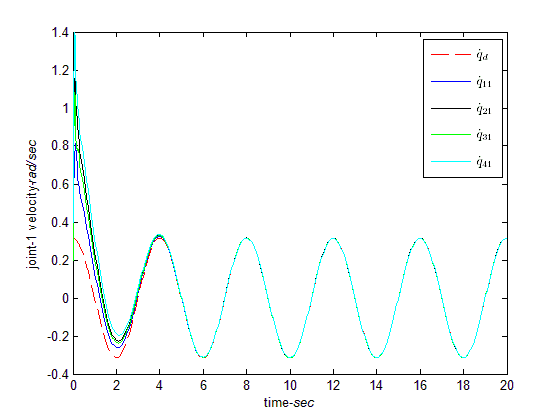 1.4
1.2
1
0.8
0.6
0.4
0.2
0
-0.2
-0.4
0 2 4 6 8 10 12 14 16 18 20
joint-1 velocity-rad/sec
time-sec
q̇d
q̇11
q̇21
q̇31
q̇41